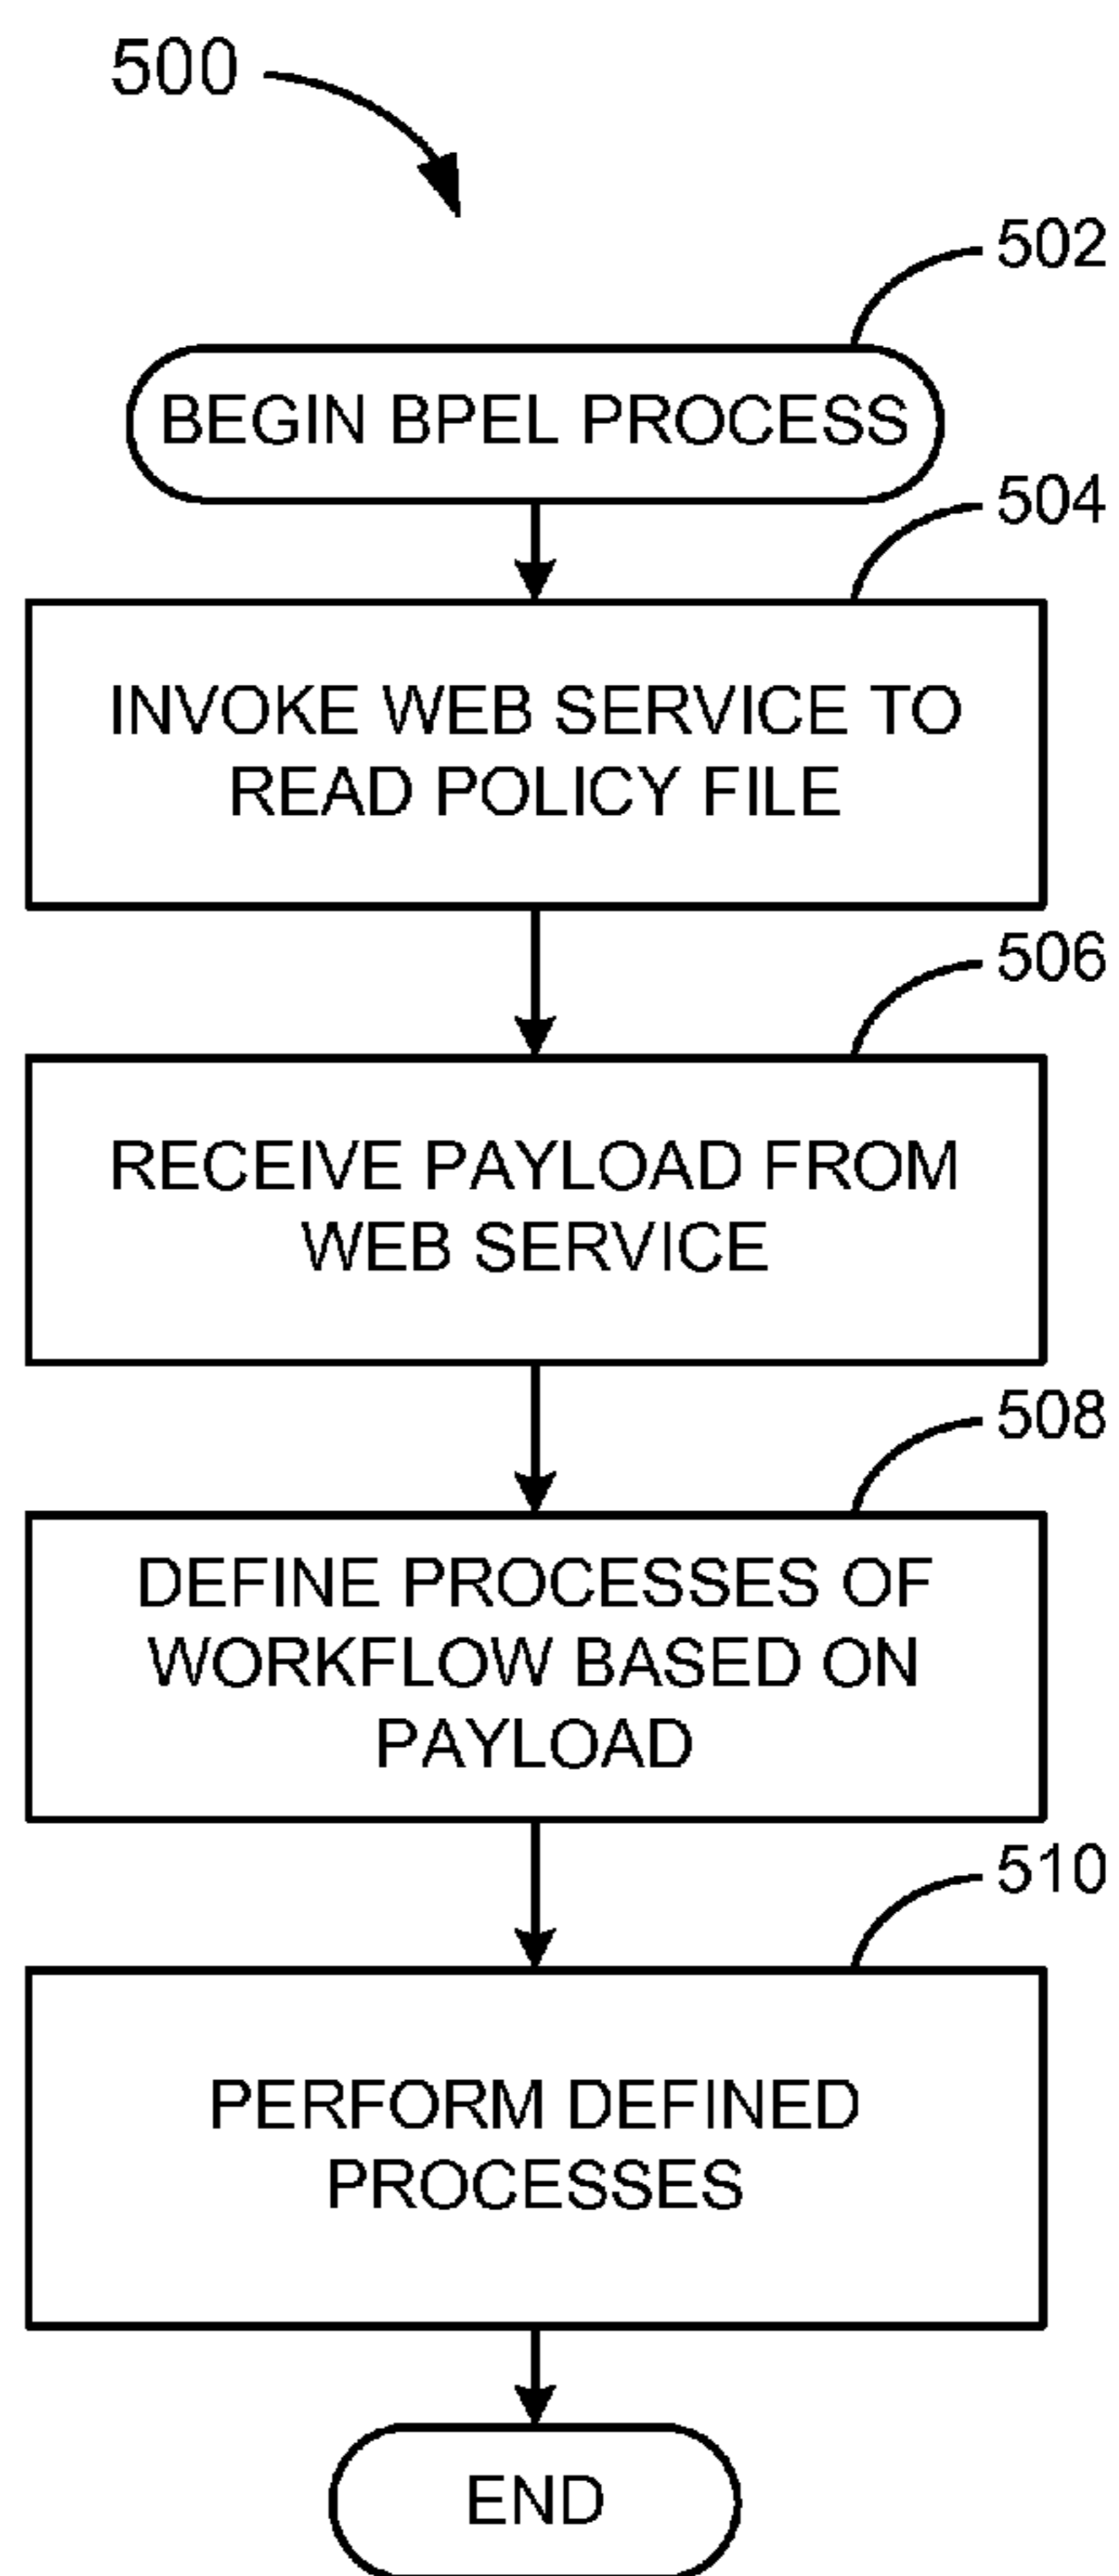 500
502
BEGIN BPEL PROCESS
504
INVOKE WEB SERVICE TO
READ POLICY FILE
506
RECEIVE PAYLOAD FROM
WEB SERVICE
508
DEFINE PROCESSES OF
WORKFLOW BASED ON
PAYLOAD
510
PERFORM DEFINED
PROCESSES
END